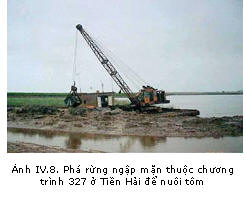 Ảnh IV.8. Phá rừng ngập mặn thuộc chương
trình 327 ở Tiền Hải để nuôi tôm